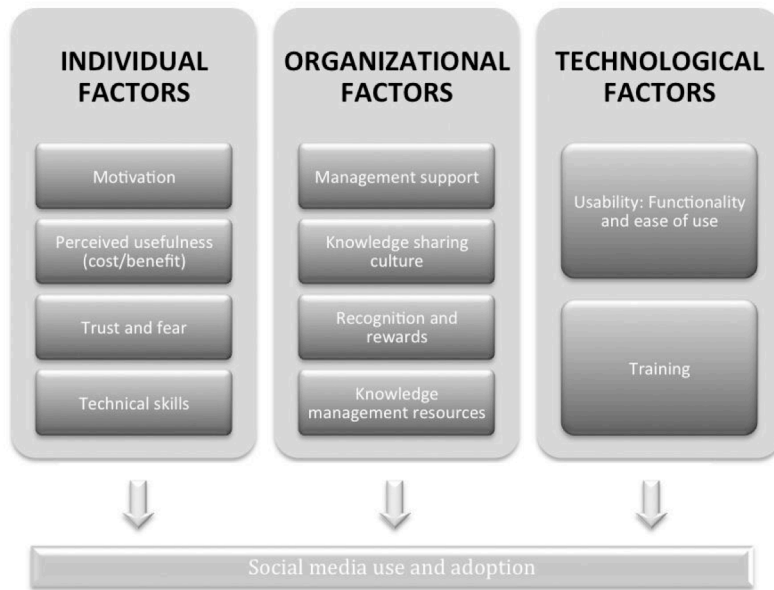 INDIVIDUAL
FACTORS
Motivation
Perceived usefulness
(cost/benefit)
Trust and fear
Technical skills
ORGANIZATIONAL
FACTORS
Management support
Knowledge sharing
culture
Recognition and
rewards
Knowledge
management resources
TECHNOLOGICAL
FACTORS
Usability: Functionality
and ease of use
Training
Social media use and adoption